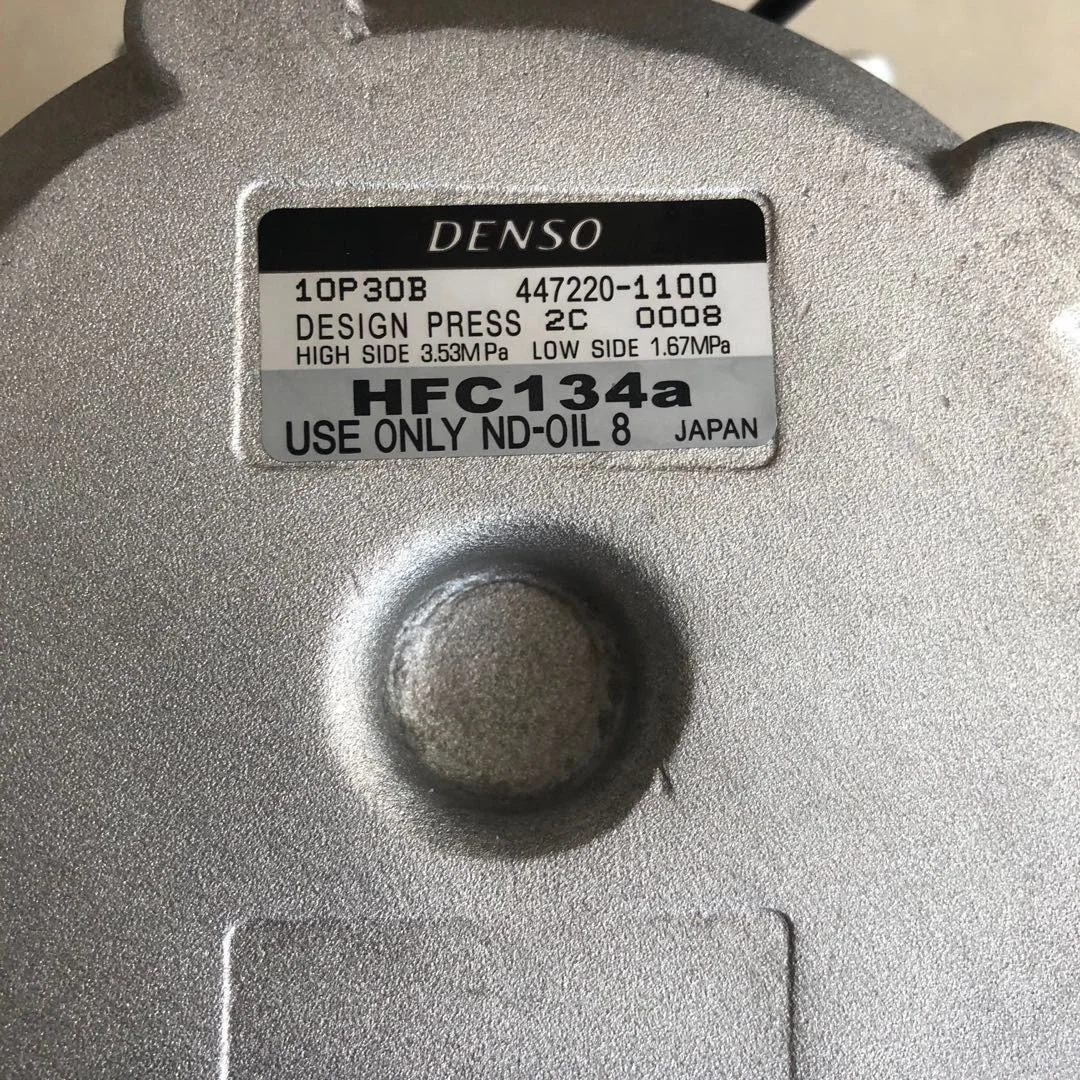 DENSO
10P30B 447220-1100
DESIGN PRESS 2C 0008
HIGH SIDE 3.53MPa LOW SIDE 1.67MPa
HFC134a
USE ONLY ND-OIL 8 JAPAN